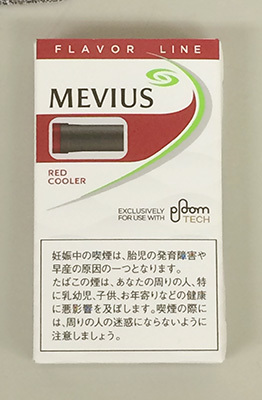 FLAVOR LINE
MEVIUS
RED
COOLER
EXCLUSIVELY
FOR USE WITH
ploom
TECH
妊娠中の喫煙は、胎児の発育障害や
早産の原因の一つとなります。
たばこの煙は、あなたの周りの人、特
に乳幼児、子供、お年寄りなどの健康
に悪影響を及ぼします。喫煙の際に
は、周りの人の迷惑にならないように
注意しましょう。